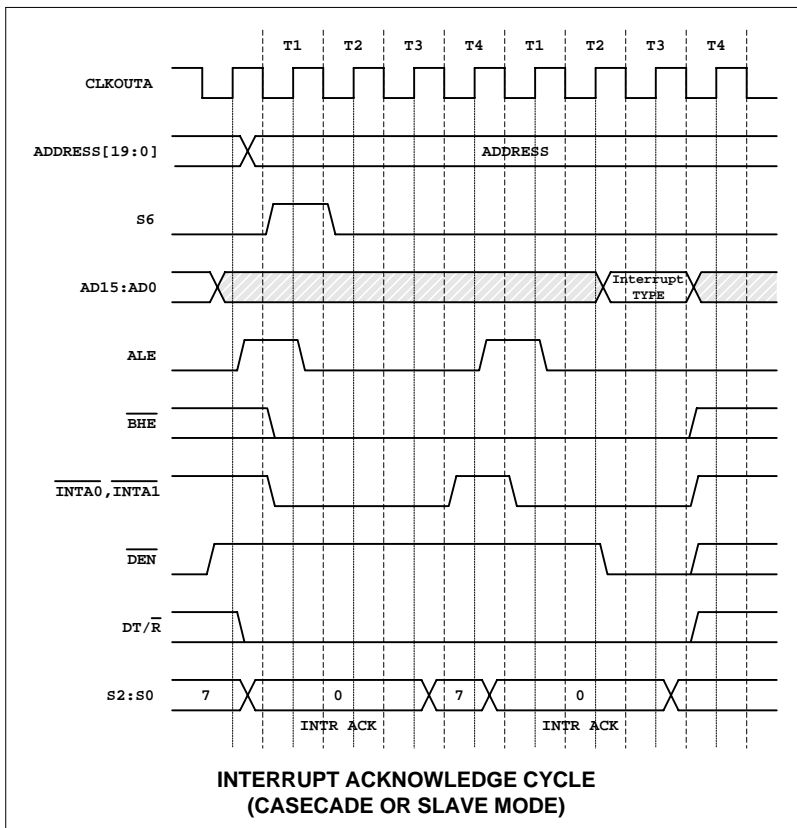 T1 T2 T3 T4 T1 T2 T3 T4
CLKOUTA
ADDRESS[19:0] ADDRESS
S6
AD15:AD0 Interrupt TYPE
ALE
BHE
INTA0,INTA1
DEN
DT/R
S2:S0 7 0 7 0
INTR ACK INTR ACK
INTERRUPT ACKNOWLEDGE CYCLE
(CASECADE OR SLAVE MODE)